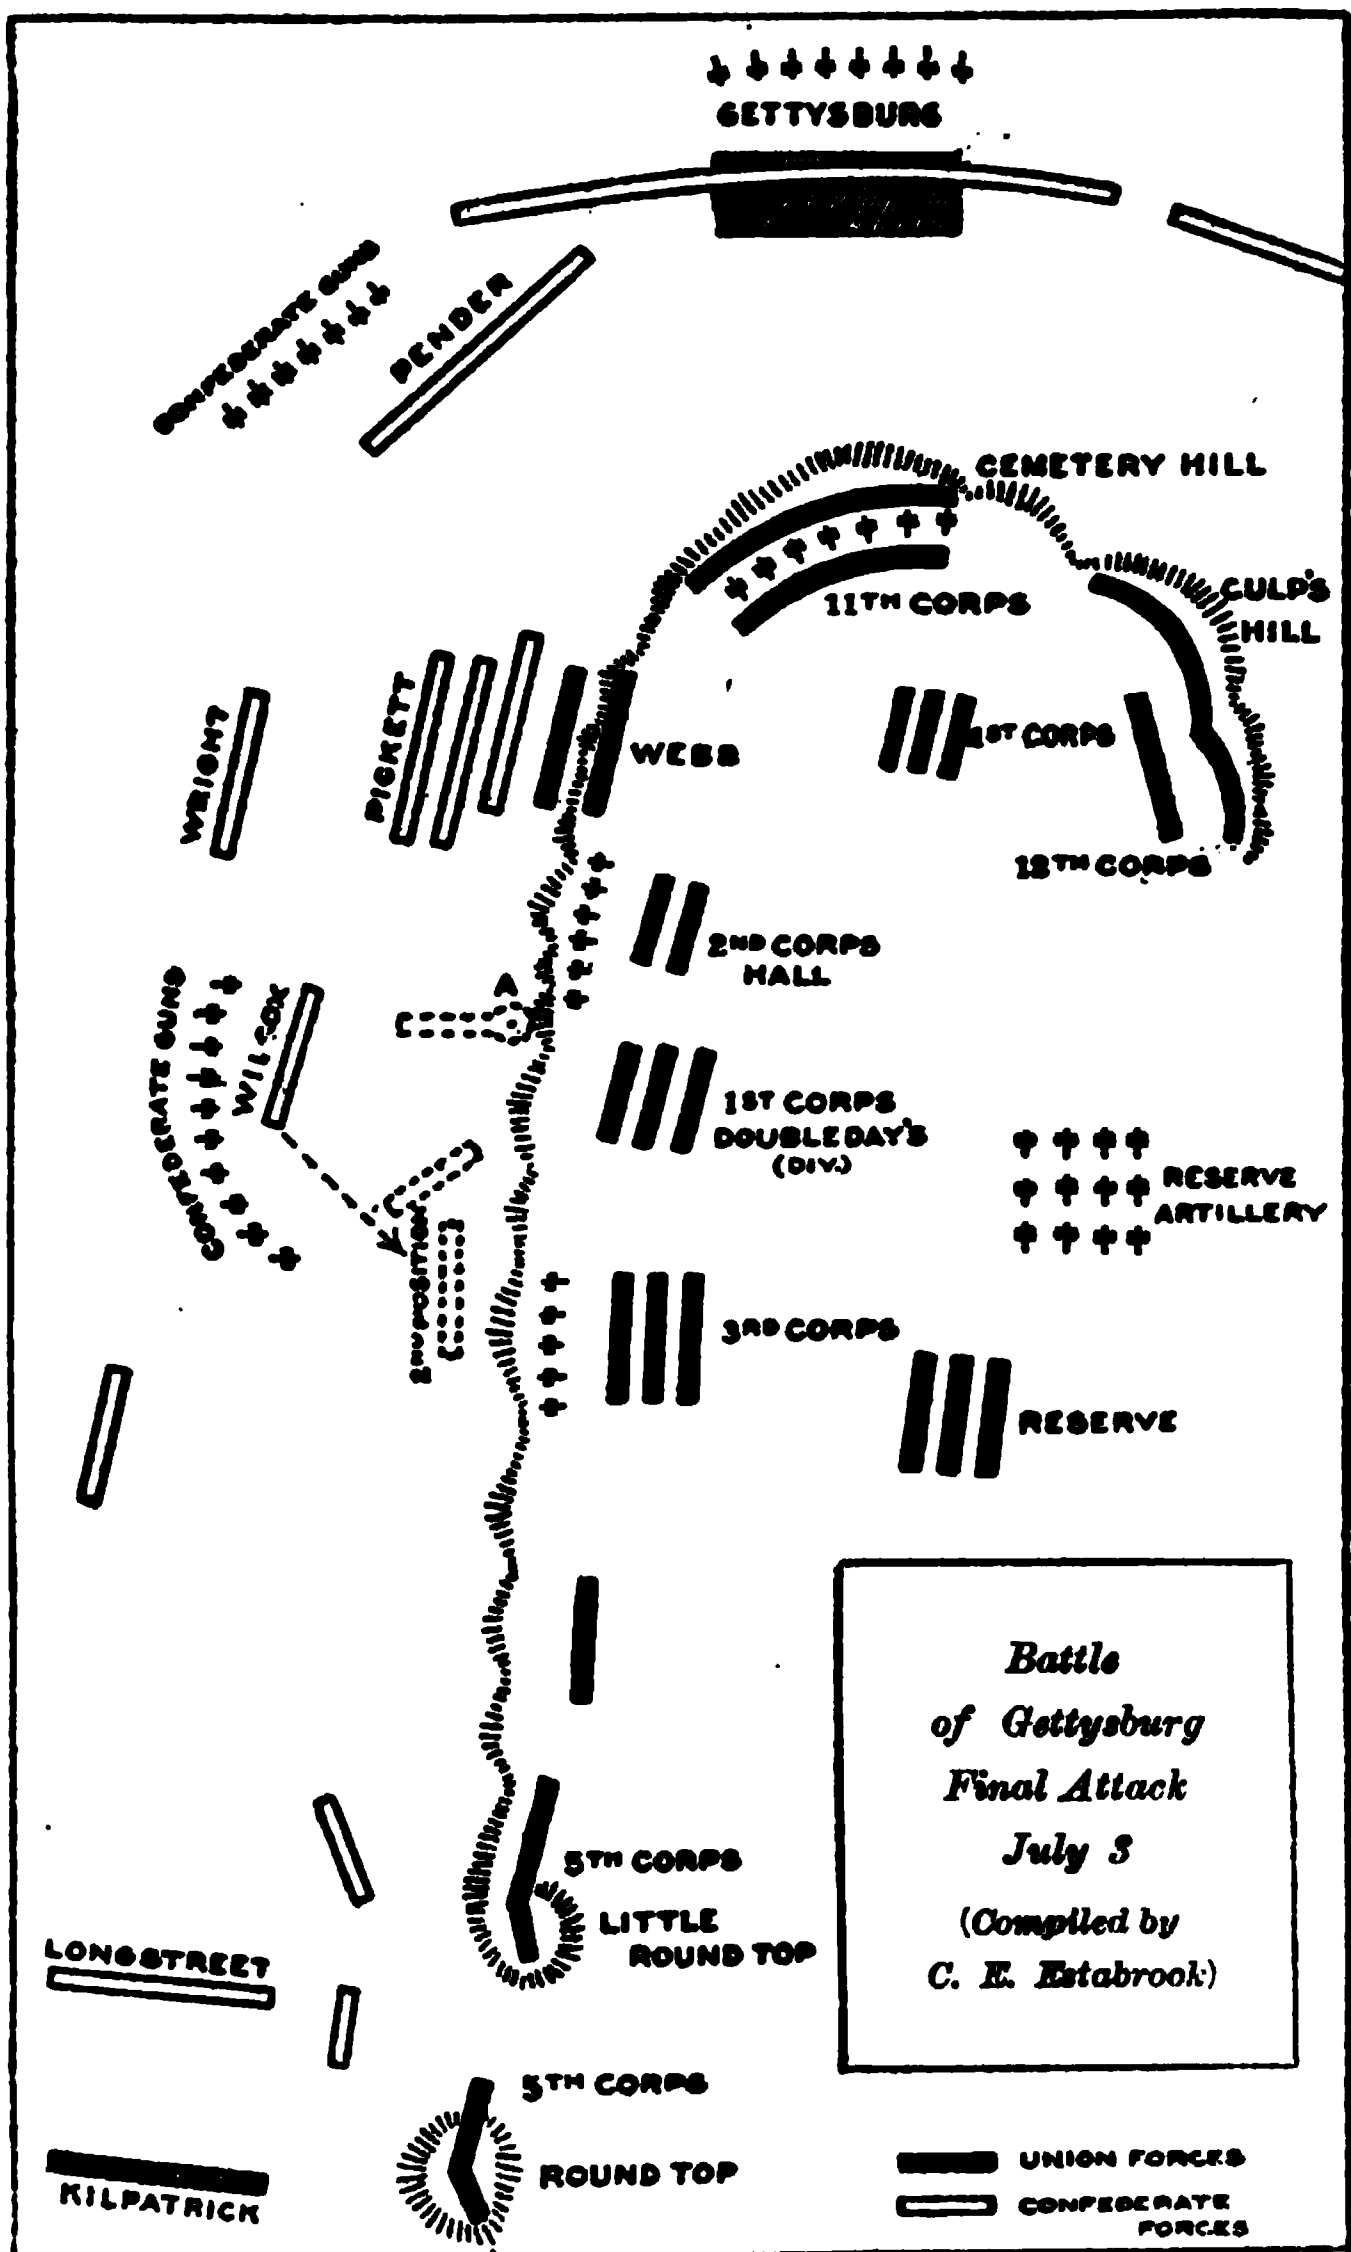 GETTYSBURG
CONFEDERATE GUNS
PENDER
CEMETERY HILL
CULP'S
HILL
11TH CORPS
WRIGHT
PICKETT
WEBB
1ST CORPS
12TH CORPS
2ND CORPS
HALL
A
CONFEDERATE GUNS
WILCOX
1ST CORPS
DOUBLEDAY'S
(DIV.)
RESERVE
ARTILLERY
2ND POSITION
3RD CORPS
RESERVE
Battle
of Gettysburg
Final Attack
July 3
(Compiled by
C. E. Estabrook)
5TH CORPS
LITTLE
ROUND TOP
LONGSTREET
5TH CORPS
ROUND TOP
KILPATRICK
UNION FORCES
CONFEDERATE
FORCES